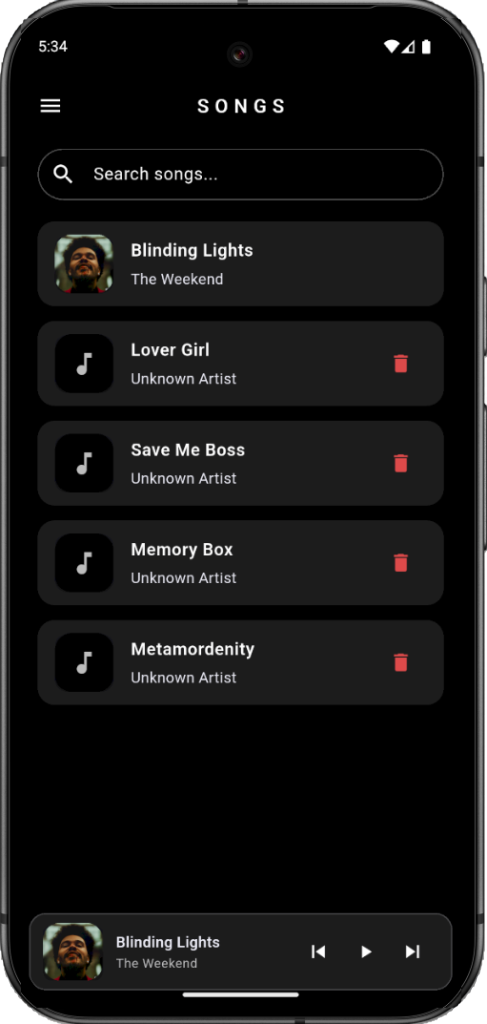 5:34
SONGS
Search songs...
Blinding Lights
The Weekend
Lover Girl
Unknown Artist
Save Me Boss
Unknown Artist
Memory Box
Unknown Artist
Metamordenity
Unknown Artist
Blinding Lights
The Weekend